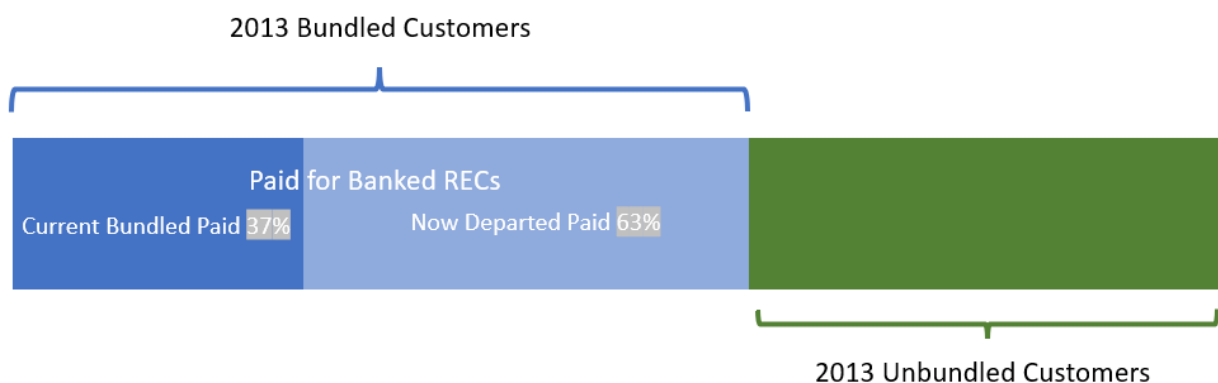 2013 Bundled Customers
Paid for Banked RECs
Current Bundled Paid 37%
Now Departed Paid 63%
2013 Unbundled Customers